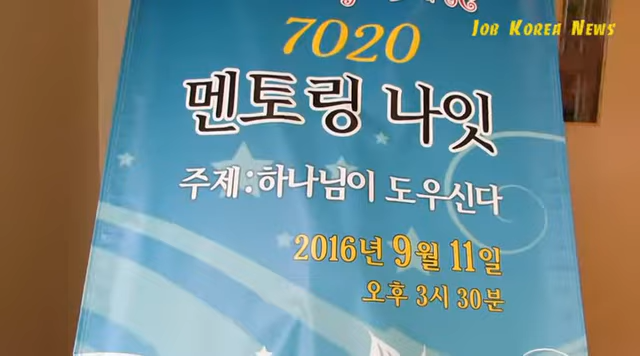 Job Korea News
7020
멘토링 나잇
주제:하나님이 도우신다
2016년 9월 11일
오후 3시 30분